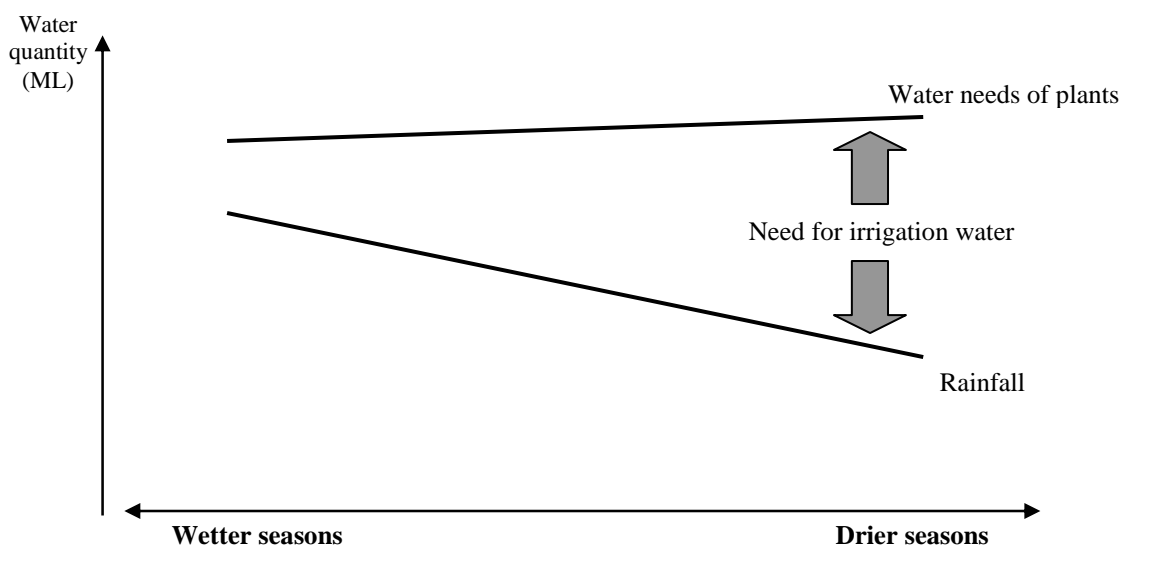 Water
quantity
(ML)
Water needs of plants
Need for irrigation water
Rainfall
Wetter seasons
Drier seasons